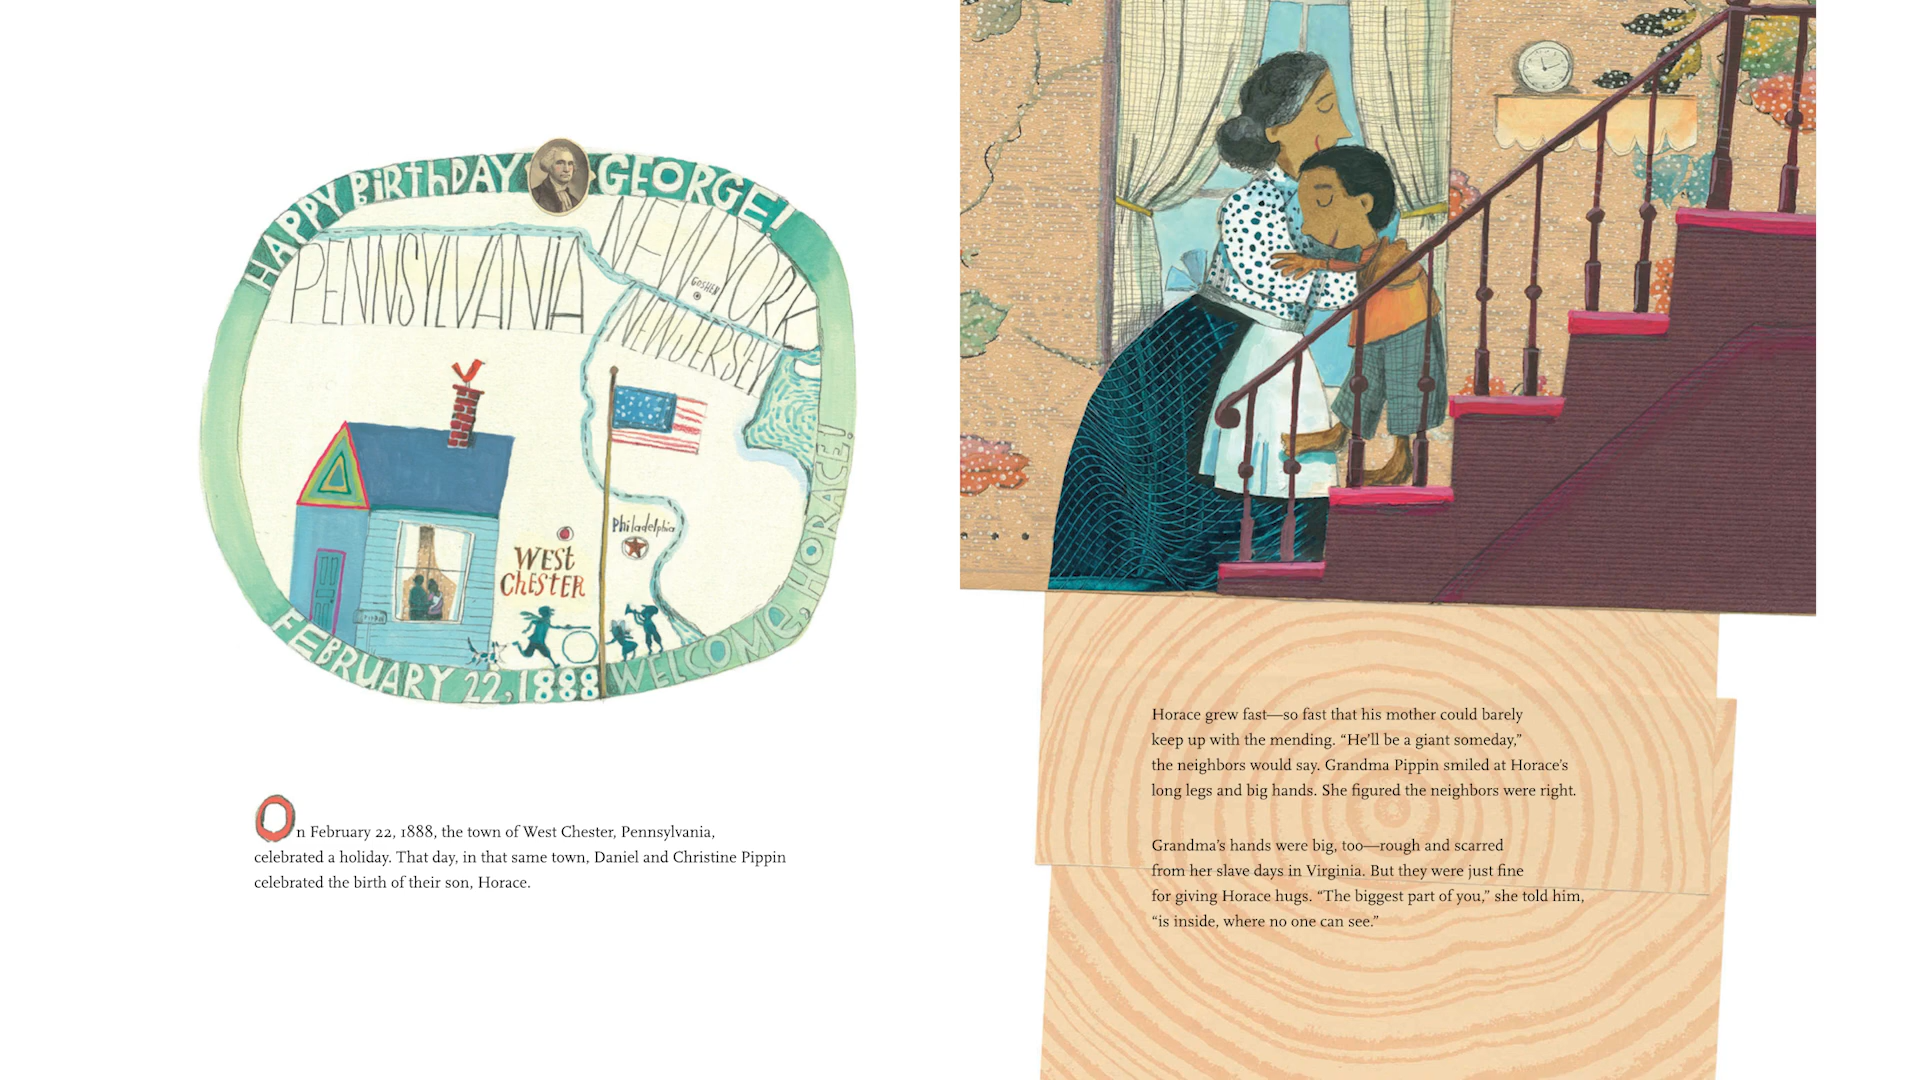 HAPPY BIRTHDAY GEORGE!
PENNSYLVANIA
NEW YORK
GOSHEN
NEW JERSEY
Philadelphia
WEST
CHESTER
FEBRUARY 22, 1888 WELCOME, HORACE!
On February 22, 1888, the town of West Chester, Pennsylvania,
celebrated a holiday. That day, in that same town, Daniel and Christine Pippin
celebrated the birth of their son, Horace.
Horace grew fast—so fast that his mother could barely
keep up with the mending. “He’ll be a giant someday,”
the neighbors would say. Grandma Pippin smiled at Horace’s
long legs and big hands. She figured the neighbors were right.
Grandma’s hands were big, too—rough and scarred
from her slave days in Virginia. But they were just fine
for giving Horace hugs. “The biggest part of you,” she told him,
“is inside, where no one can see.”